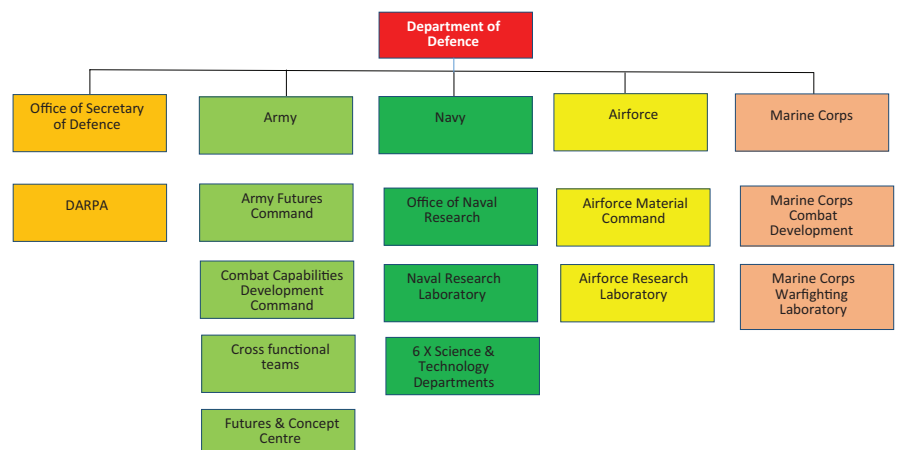 Department of
Defence
Office of Secretary
of Defence
Army
Navy
Airforce
Marine Corps
DARPA
Army Futures
Command
Office of Naval
Research
Airforce Material
Command
Marine Corps
Combat
Development
Combat Capabilities
Development
Command
Naval Research
Laboratory
Airforce Research
Laboratory
Marine Corps
Warfighting
Laboratory
Cross functional
teams
6 X Science &
Technology
Departments
Futures & Concept
Centre